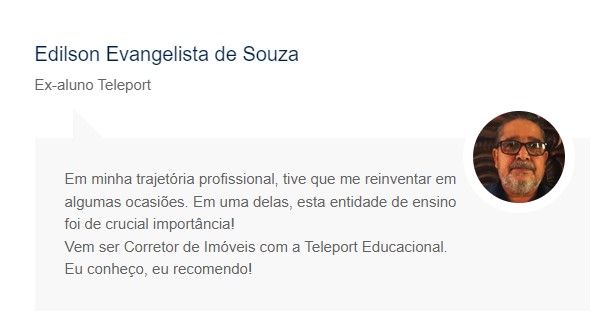 Edilson Evangelista de Souza
Ex-aluno Teleport
Em minha trajetória profissional, tive que me reinventar em
algumas ocasiões. Em uma delas, esta entidade de ensino
foi de crucial importância!
Vem ser Corretor de Imóveis com a Teleport Educacional.
Eu conheço, eu recomendo!